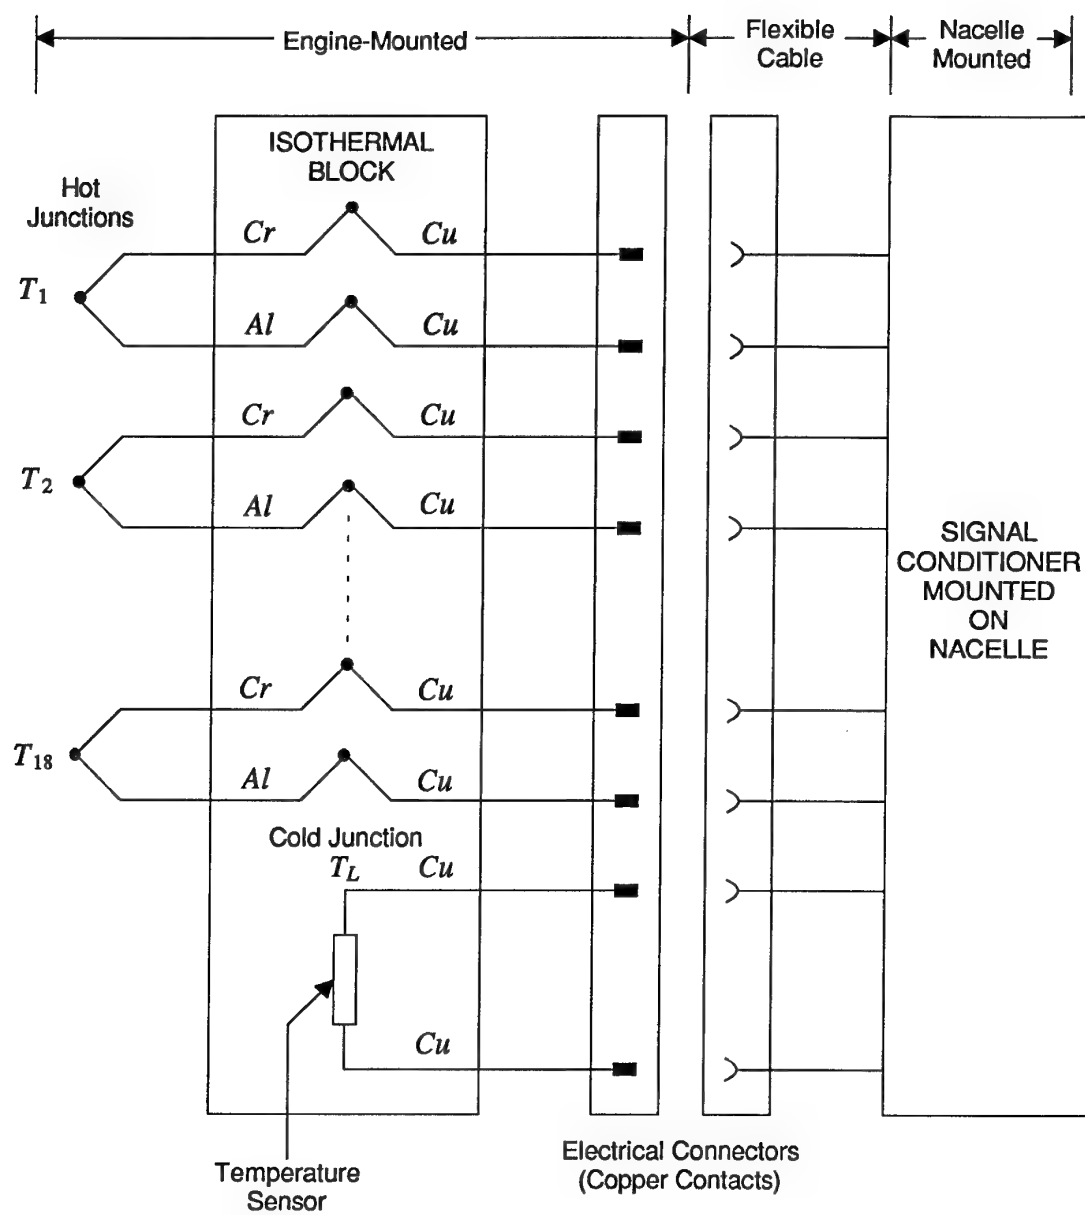 Engine-Mounted
Flexible
Cable
Nacelle
Mounted
ISOTHERMAL
BLOCK
Hot
Junctions
Cr
Cu
T1
Al
Cu
Cr
Cu
T2
Al
Cu
SIGNAL
CONDITIONER
MOUNTED
ON
NACELLE
Cr
Cu
T18
Al
Cu
Cold Junction
TL
Cu
Cu
Electrical Connectors
(Copper Contacts)
Temperature
Sensor